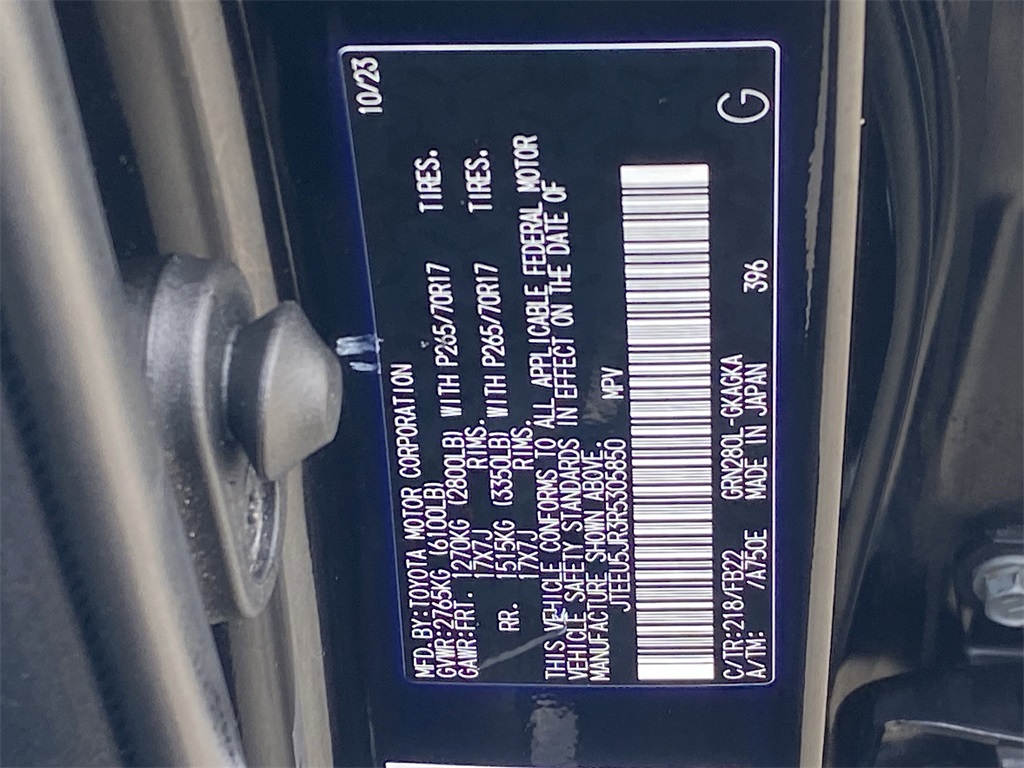 MFD.BY:TOYOTA MOTOR CORPORATION 10/23
GVWR:2765KG (6100LB)
GAWR:FRT. 1270KG (2800LB) WITH P265/70R17 TIRES.
17X7J RIMS.
RR. 1515KG (3350LB) WITH P265/70R17 TIRES.
17X7J RIMS.
THIS VEHICLE CONFORMS TO ALL APPLICABLE FEDERAL MOTOR
VEHICLE SAFETY STANDARDS IN EFFECT ON THE DATE OF
MANUFACTURE SHOWN ABOVE.
JTEEU5JR3R5305850 MPV
C/TR:218/FB22 GRN280L-GKAGKA G
A/TM: /A750E MADE IN JAPAN 396